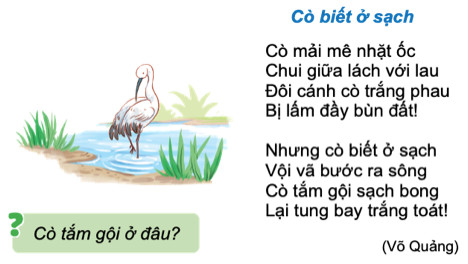 Cò biết ở sạch
Cò mải mê nhặt ốc
Chui giữa lách với lau
Đôi cánh cò trắng phau
Bị lấm đầy bùn đất!
Nhưng cò biết ở sạch
Vội vã bước ra sông
Cò tắm gội sạch bong
Lại tung bay trắng toát!
(Võ Quảng)
? Cò tắm gội ở đâu?